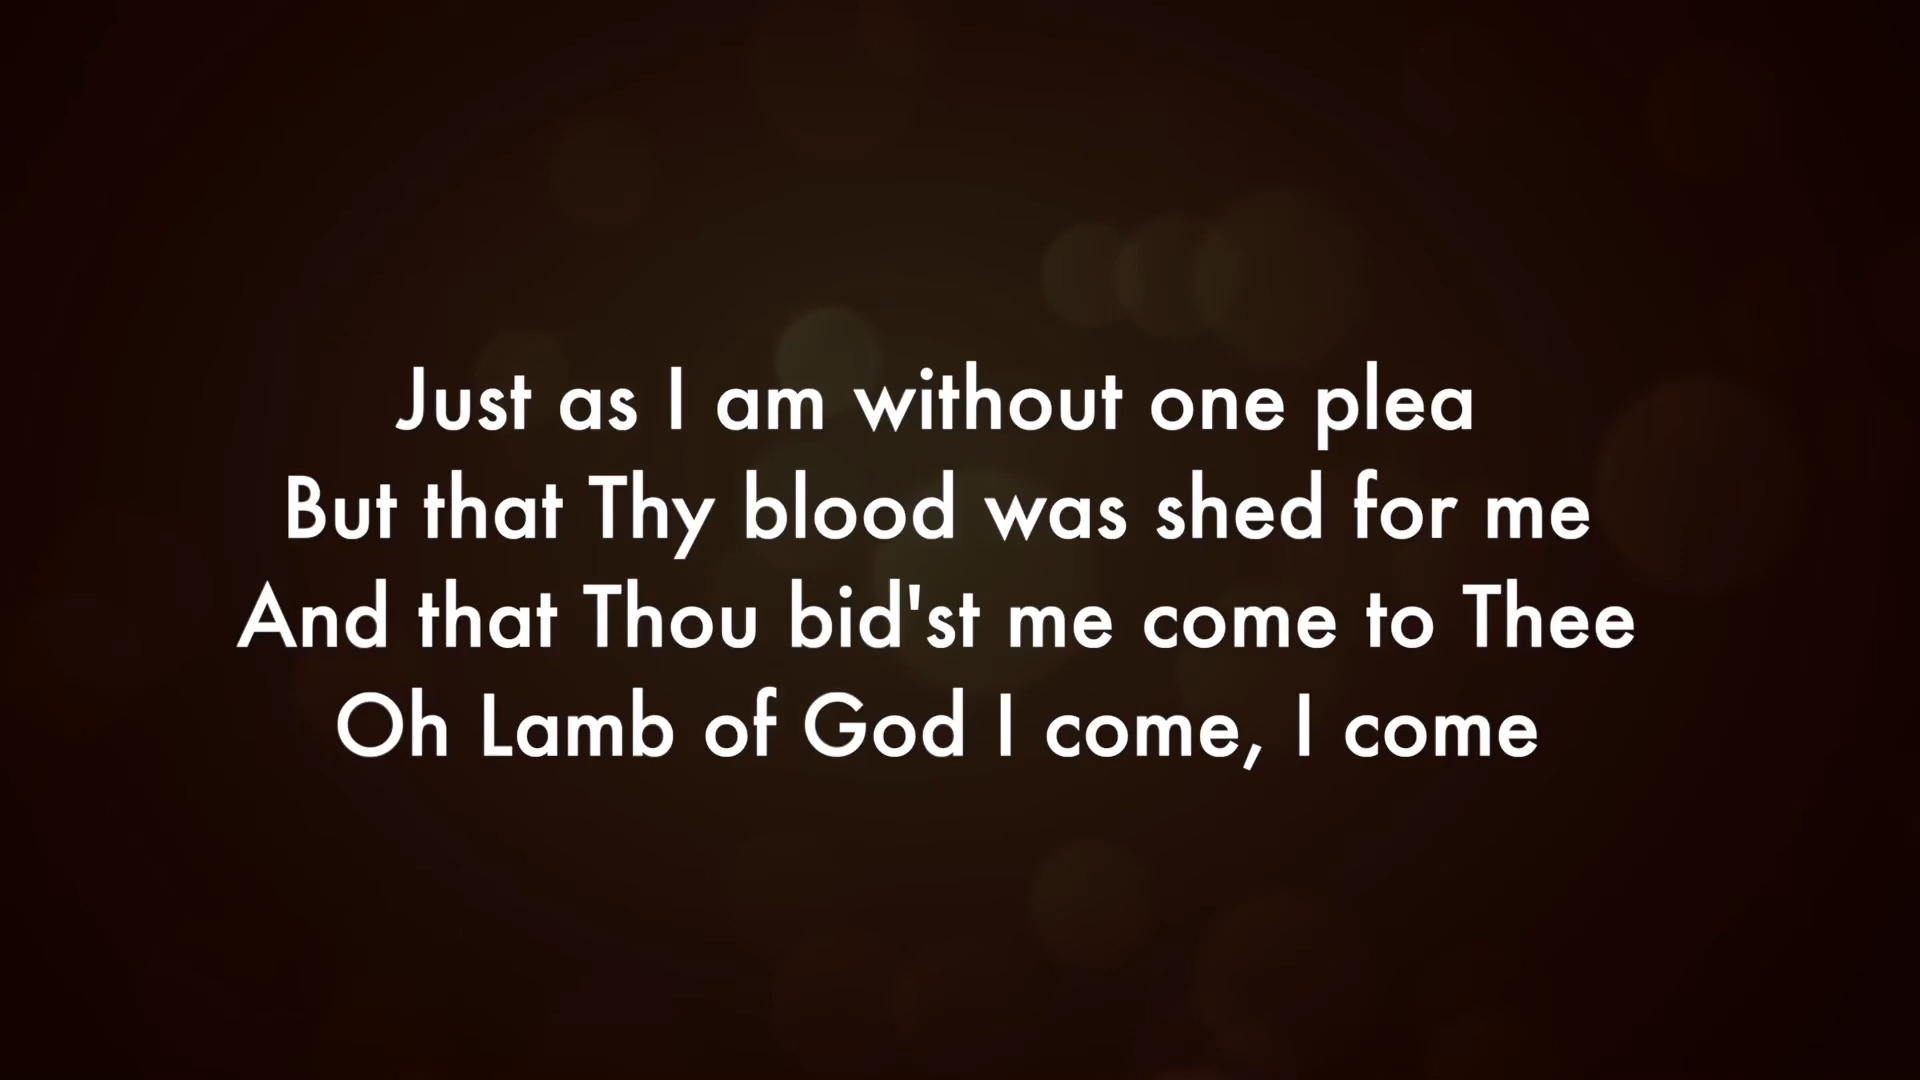 Just as I am without one plea
But that Thy blood was shed for me
And that Thou bid'st me come to Thee
Oh Lamb of God I come, I come